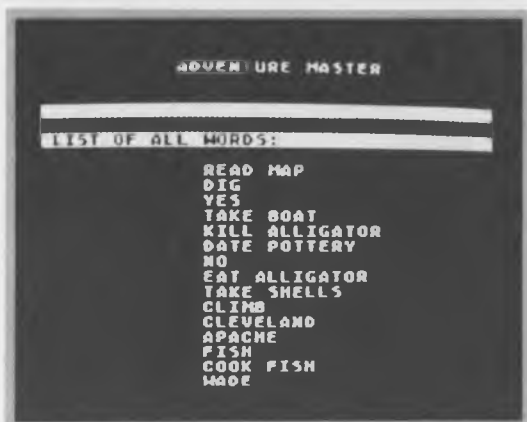 ADVENTURE MASTER
LIST OF ALL WORDS:
READ MAP
DIG
YES
TAKE BOAT
KILL ALLIGATOR
DATE POTTERY
NO
EAT ALLIGATOR
TAKE SHELLS
CLIMB
CLEVELAND
APACHE
FISH
COOK FISH
WADE